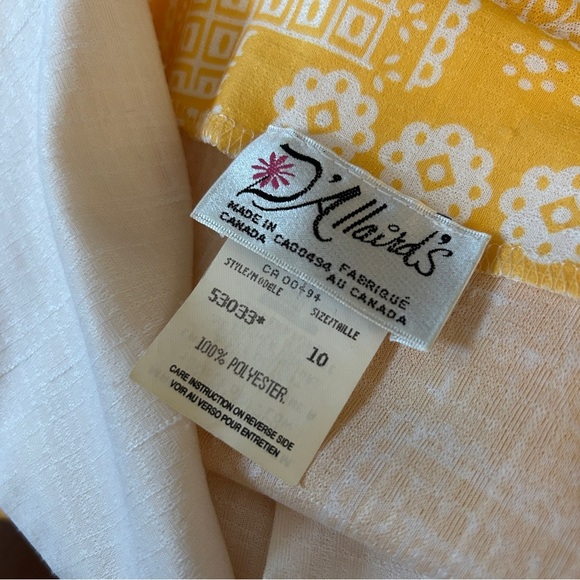 D'Allaird's
MADE IN CAG0494 FABRIQUÉ
CANADA AU CANADA
CA 00494
STYLE/MODELE SIZE/TAILLE
53033* 10
100% POLYESTER.
CARE INSTRUCTION ON REVERSE SIDE
VOIR AU VERSO POUR ENTRETIEN